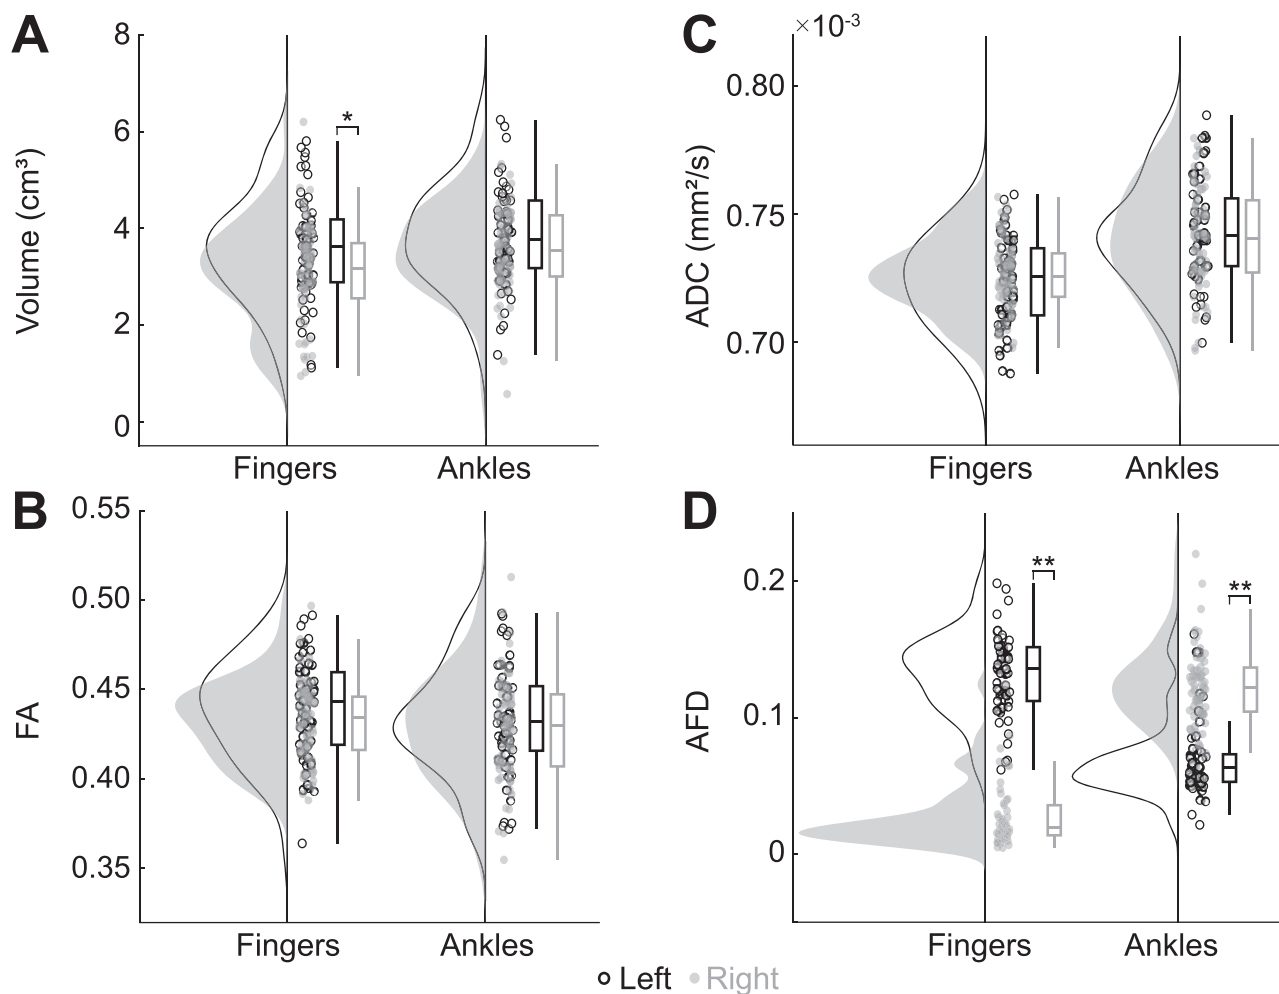 A
Volume (cm³)
8
6
4
2
0
*
Fingers Ankles
C
×10-3
ADC (mm²/s)
0.80
0.75
0.70
Fingers Ankles
B
FA
0.55
0.50
0.45
0.40
0.35
Fingers Ankles
D
AFD
0.2
0.1
0
** **
Fingers Ankles
Left Right